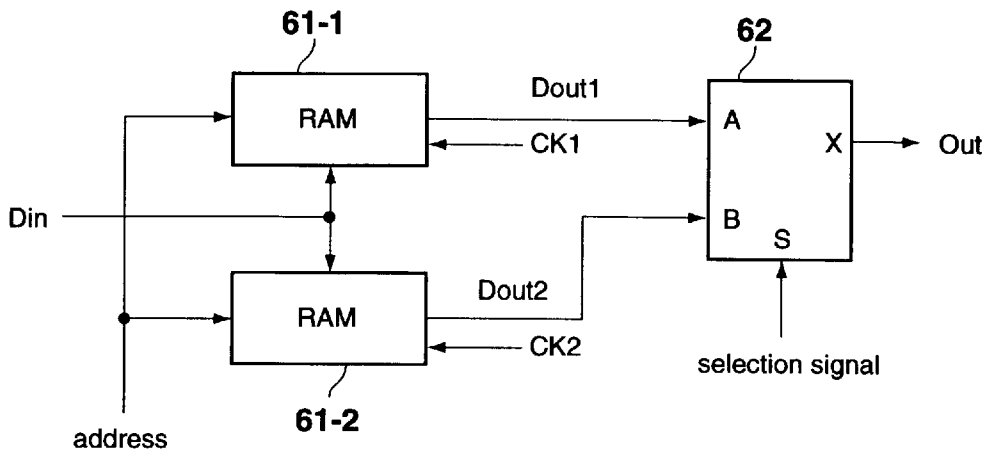 61-1
62
RAM
Dout1
CK1
A
X
Out
Din
B
S
RAM
Dout2
CK2
selection signal
61-2
address